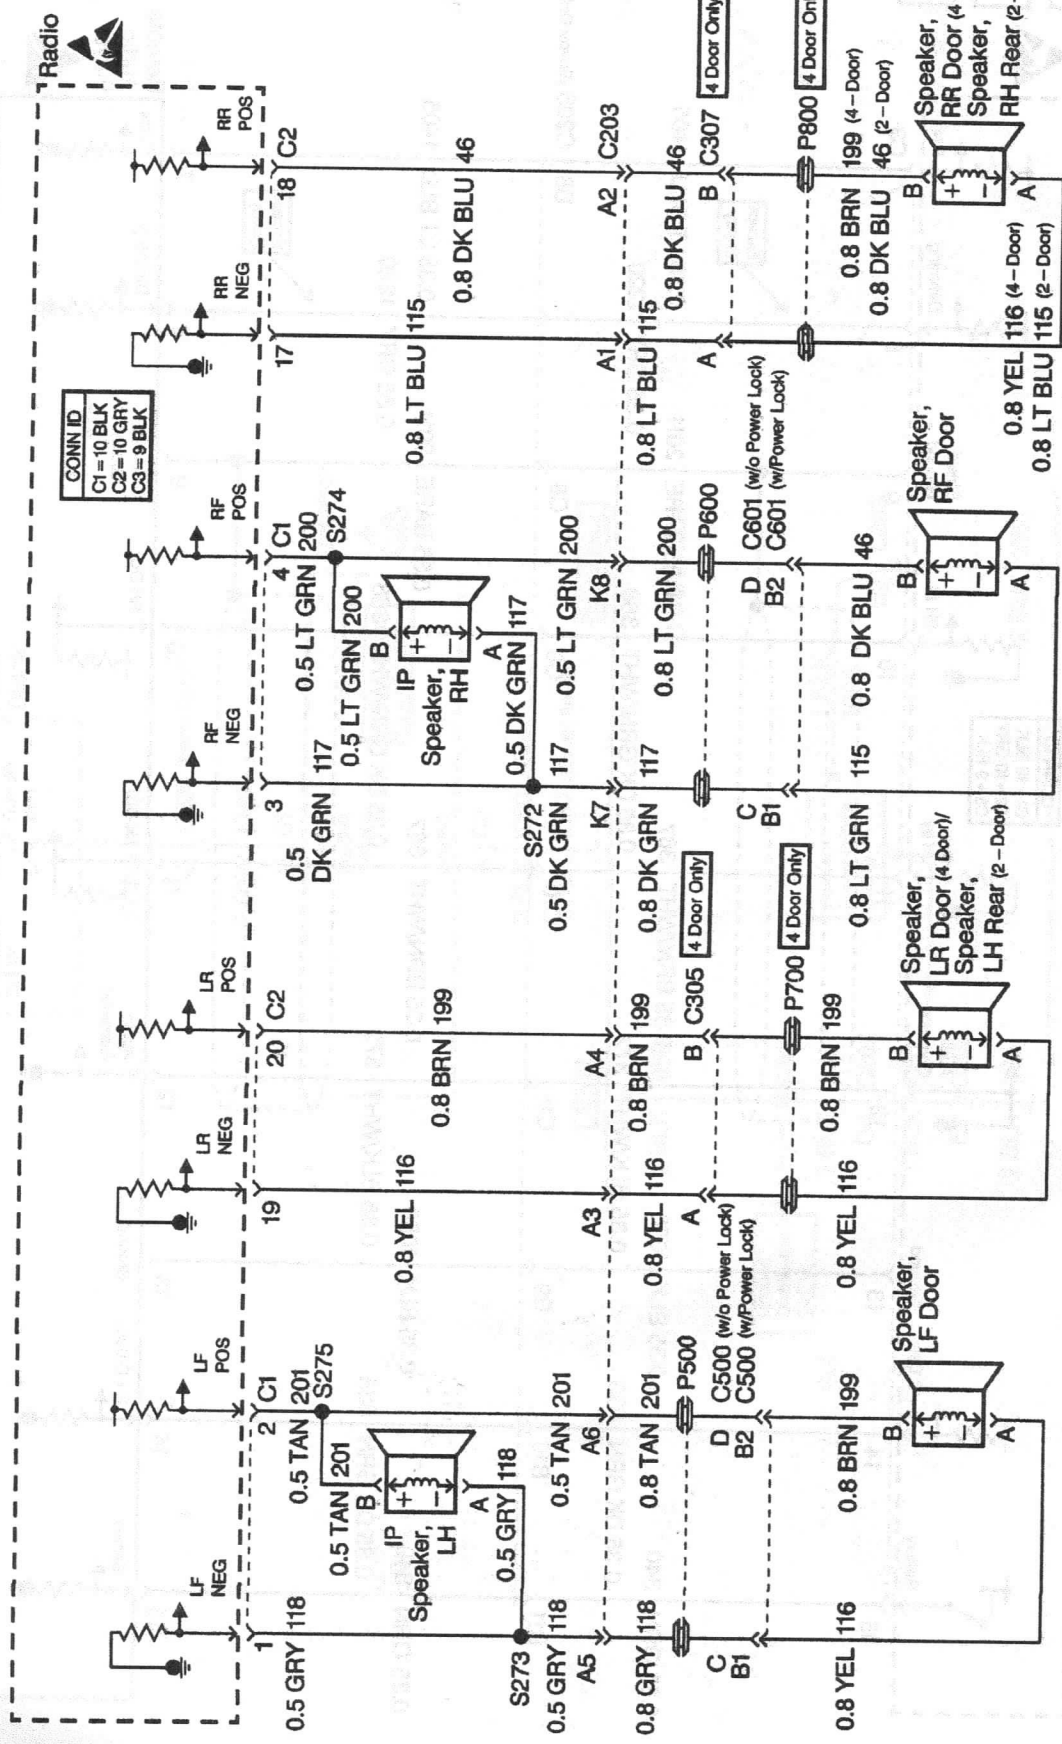 Radio
CONN ID
C1=10 BLK
C2=10 GRY
C3=9 BLK
LF
NEG
LF
POS
LR
NEG
LR
POS
RF
NEG
RF
POS
RR
NEG
RR
POS
1
2
C1
19
20
C2
3
4
C1
17
18
C2
0.5 GRY 118
0.5 TAN 201
S275
0.5 TAN 201
B
IP
Speaker,
LH
A
0.5 GRY 118
S273
0.5 GRY 118
0.5 TAN 201
A5
A6
0.8 GRY 118
0.8 TAN 201
P500
C
B1
D
B2
C500 (w/o Power Lock)
C500 (w/Power Lock)
0.8 YEL 116
0.8 BRN 199
B
A
Speaker,
LF Door
0.8 YEL 116
0.8 BRN 199
A3
A4
0.8 YEL 116
0.8 BRN 199
A
B
C305
4 Door Only
P700
4 Door Only
0.8 YEL 116
0.8 BRN 199
B
A
Speaker,
LR Door (4 Door)/
Speaker,
LH Rear (2-Door)
0.5
DK GRN
117
0.5 LT GRN 200
S274
0.5 LT GRN 200
B
IP
Speaker,
RH
A
0.5 DK GRN 117
S272
0.5 DK GRN 117
0.5 LT GRN 200
K7
K8
0.8 DK GRN 117
0.8 LT GRN 200
P600
C
B1
D
B2
C601 (w/o Power Lock)
C601 (w/Power Lock)
0.8 LT GRN 115
0.8 DK BLU 46
B
A
Speaker,
RF Door
0.8 LT BLU 115
0.8 DK BLU 46
A1
A2
C203
0.8 LT BLU 115
0.8 DK BLU 46
A
B
C307
4 Door Only
P800
0.8 BRN 199 (4-Door)
0.8 DK BLU 46 (2-Door)
0.8 YEL 116 (4-Door)
0.8 LT BLU 115 (2-Door)
B
A
Speaker,
RR Door (4
Speaker,
RH Rear (2-